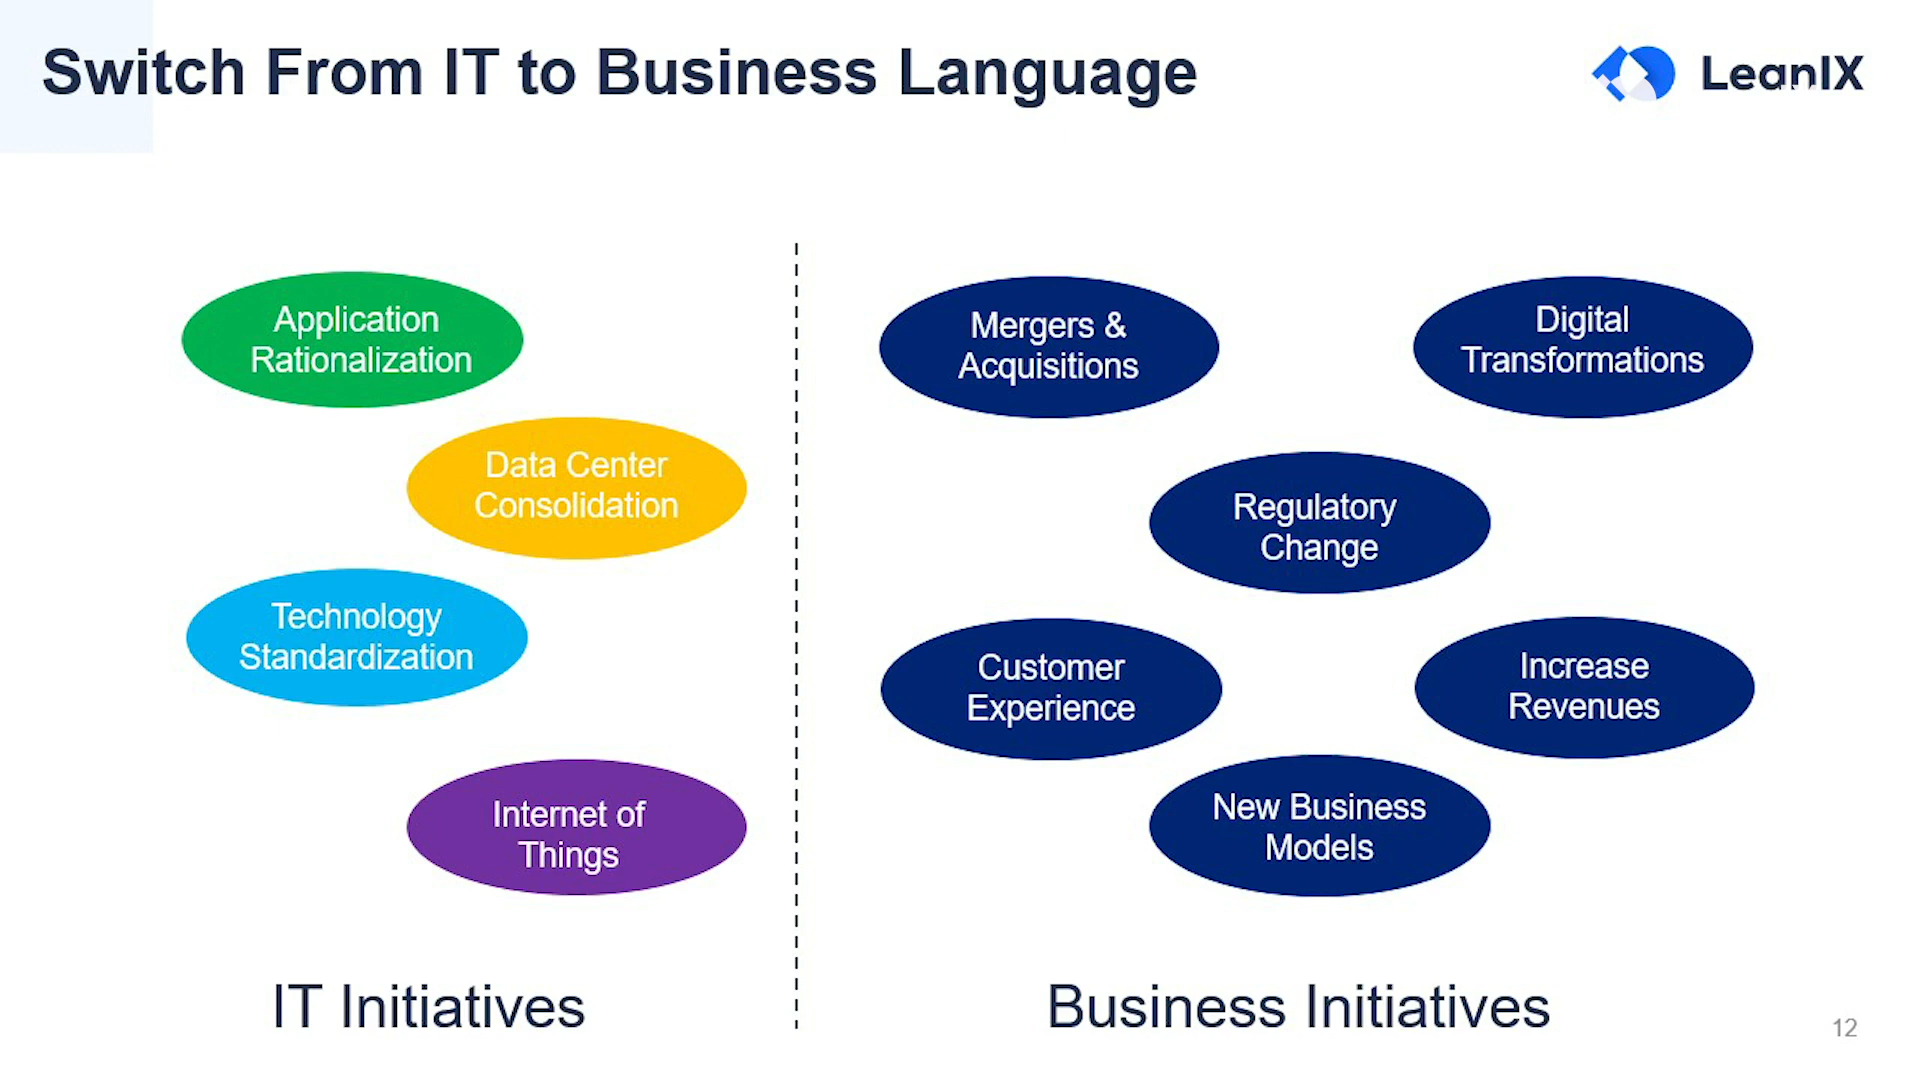 Switch From IT to Business Language
LeanIX
Application
Rationalization
Data Center
Consolidation
Technology
Standardization
Internet of
Things
IT Initiatives
Mergers &
Acquisitions
Digital
Transformations
Regulatory
Change
Customer
Experience
Increase
Revenues
New Business
Models
Business Initiatives
12